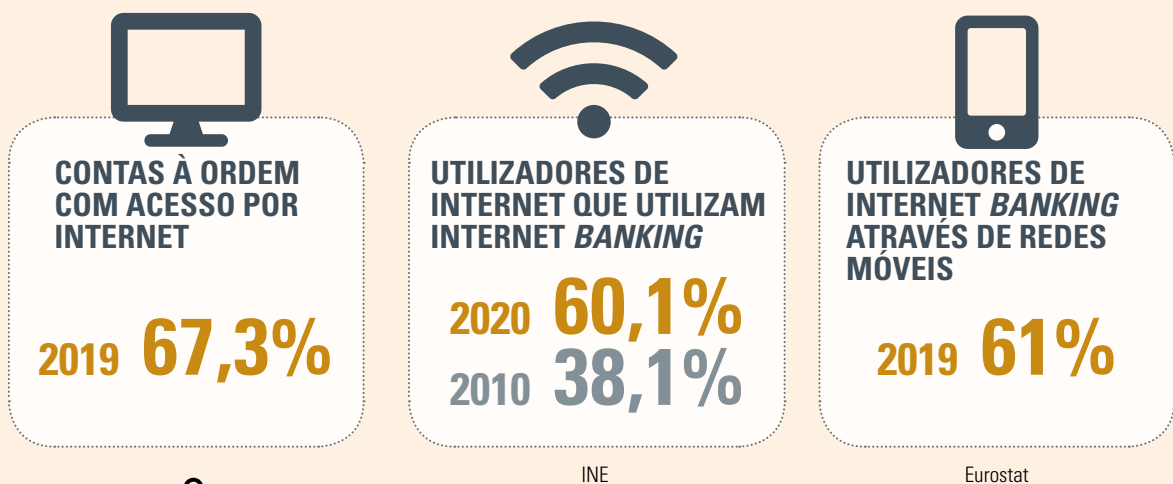 CONTAS À ORDEM
COM ACESSO POR
INTERNET
2019 67,3%
UTILIZADORES DE
INTERNET QUE UTILIZAM
INTERNET BANKING
2020 60,1%
2010 38,1%
INE
UTILIZADORES DE
INTERNET BANKING
ATRAVÉS DE REDES
MÓVEIS
2019 61%
Eurostat